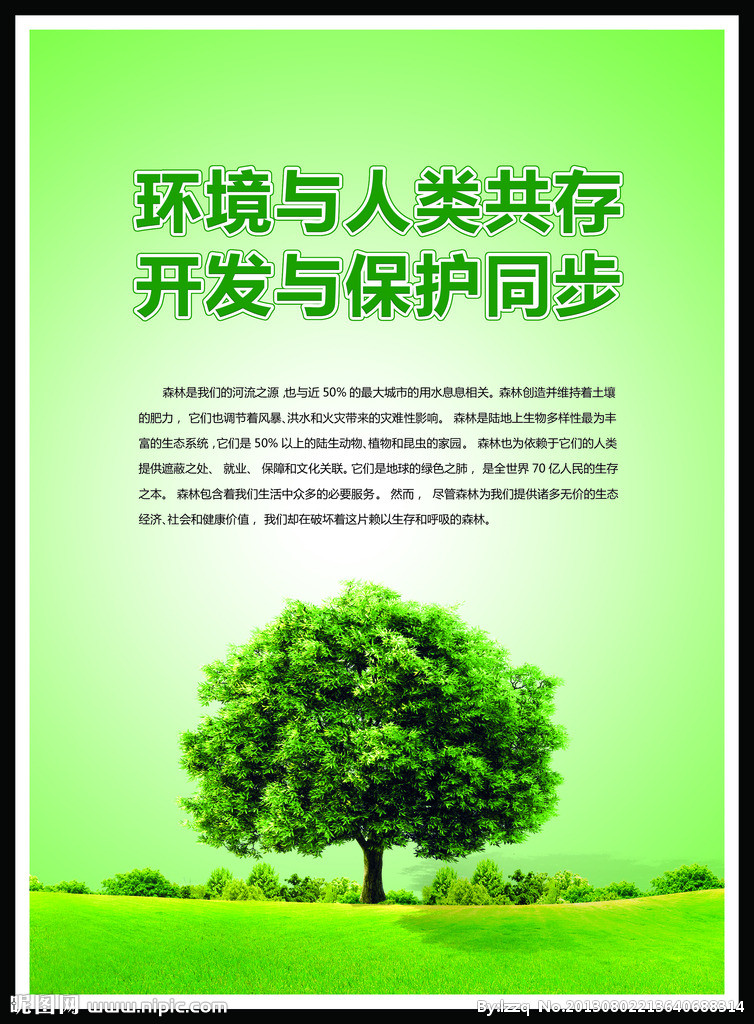 环境与人类共存
开发与保护同步
森林是我们的河流之源,也与近 50% 的最大城市的用水息息相关。森林创造并维持着土壤
的肥力, 它们也调节着风暴、洪水和火灾带来的灾难性影响。 森林是陆地上生物多样性最为丰
富的生态系统,它们是 50% 以上的陆生动物、植物和昆虫的家园。 森林也为依赖于它们的人类
提供遮蔽之处、 就业、 保障和文化关联。它们是地球的绿色之肺, 是全世界 70 亿人民的生存
之本。 森林包含着我们生活中众多的必要服务。 然而, 尽管森林为我们提供诸多无价的生态
经济、社会和健康价值, 我们却在破坏着这片赖以生存和呼吸的森林。
昵图网 www.nipic.com
By:lzzq No.20130802213640688314